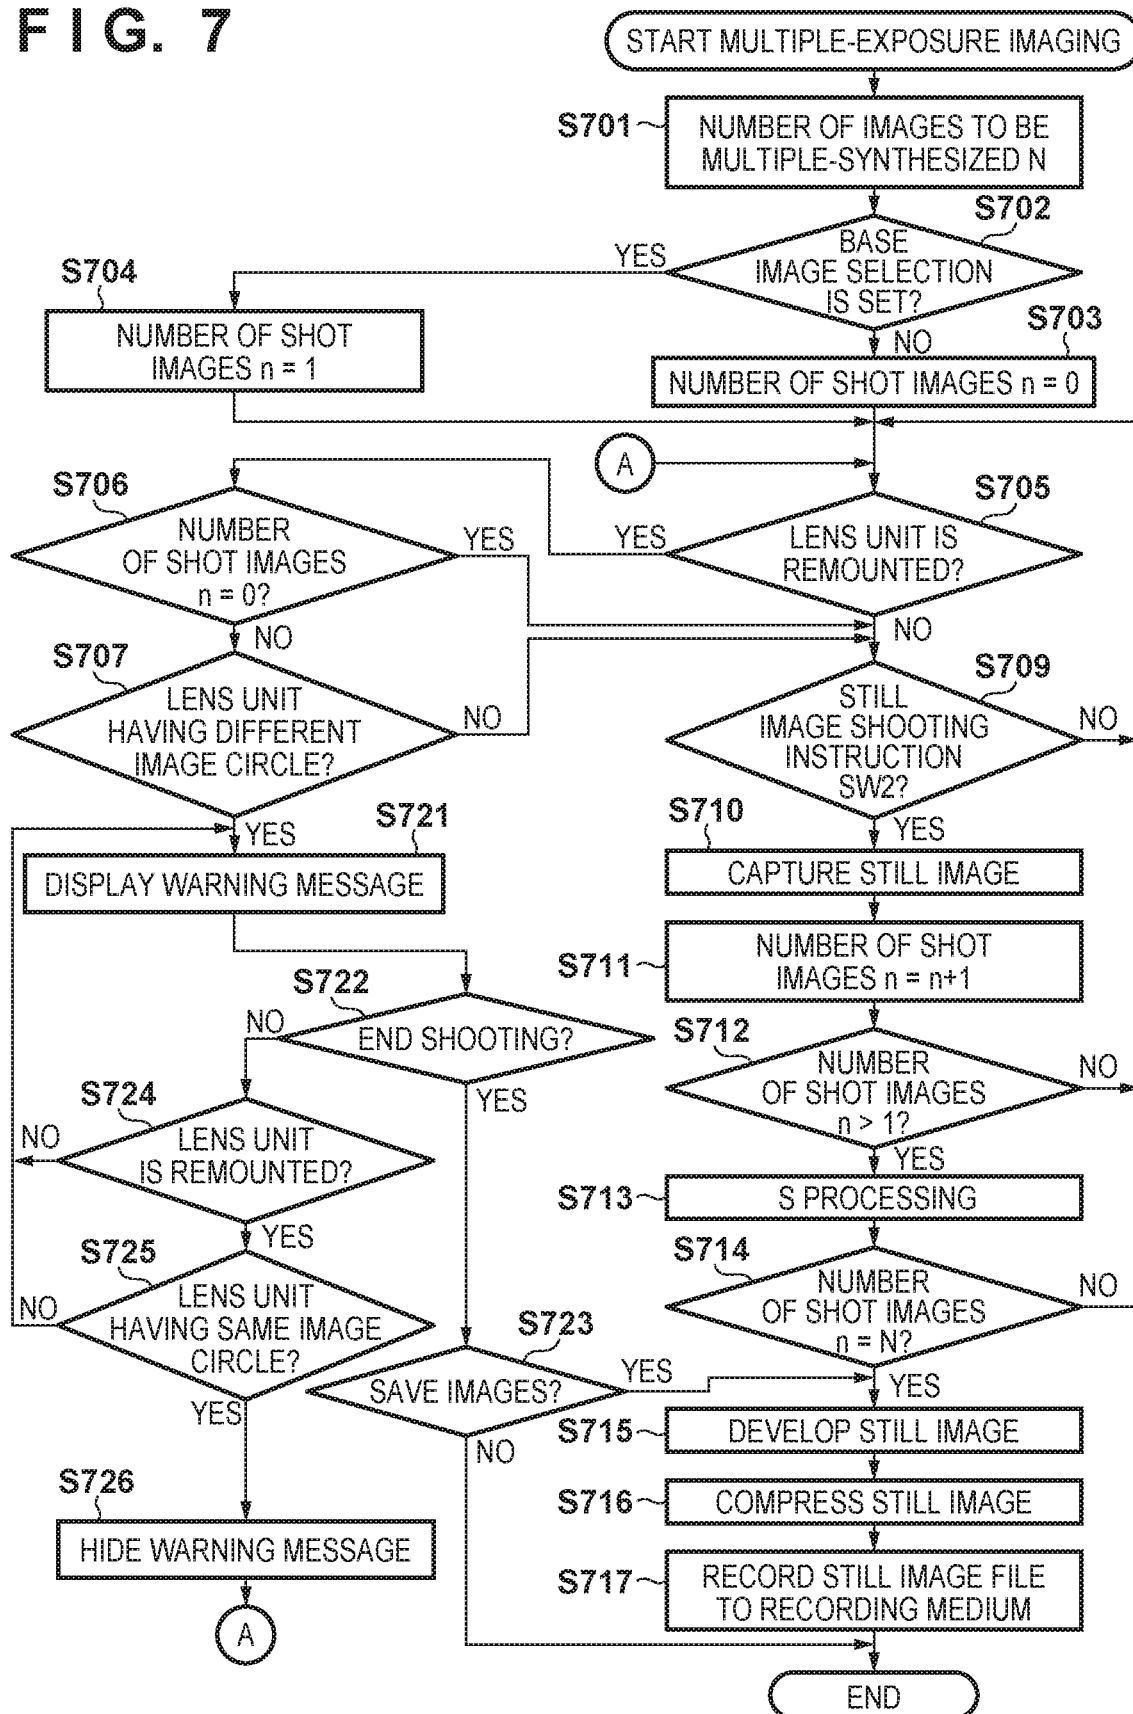 FIG. 7
START MULTIPLE-EXPOSURE IMAGING
S701
NUMBER OF IMAGES TO BE
MULTIPLE-SYNTHESIZED N
S702
BASE
IMAGE SELECTION
IS SET?
YES
NO
S704
NUMBER OF SHOT
IMAGES n = 1
S703
NUMBER OF SHOT IMAGES n = 0
A
S705
LENS UNIT IS
REMOUNTED?
YES
NO
S706
NUMBER
OF SHOT IMAGES
n = 0?
YES
NO
S707
LENS UNIT
HAVING DIFFERENT
IMAGE CIRCLE?
NO
YES
S709
STILL
IMAGE SHOOTING
INSTRUCTION
SW2?
NO
YES
S710
CAPTURE STILL IMAGE
S711
NUMBER OF SHOT
IMAGES n = n+1
S712
NUMBER
OF SHOT IMAGES
n > 1?
NO
YES
S713
S PROCESSING
S714
NUMBER
OF SHOT IMAGES
n = N?
NO
YES
S715
DEVELOP STILL IMAGE
S716
COMPRESS STILL IMAGE
S717
RECORD STILL IMAGE FILE
TO RECORDING MEDIUM
END
S721
DISPLAY WARNING MESSAGE
S722
END SHOOTING?
NO
YES
S723
SAVE IMAGES?
YES
NO
S724
LENS UNIT
IS REMOUNTED?
NO
YES
S725
LENS UNIT
HAVING SAME IMAGE
CIRCLE?
NO
YES
S726
HIDE WARNING MESSAGE
A